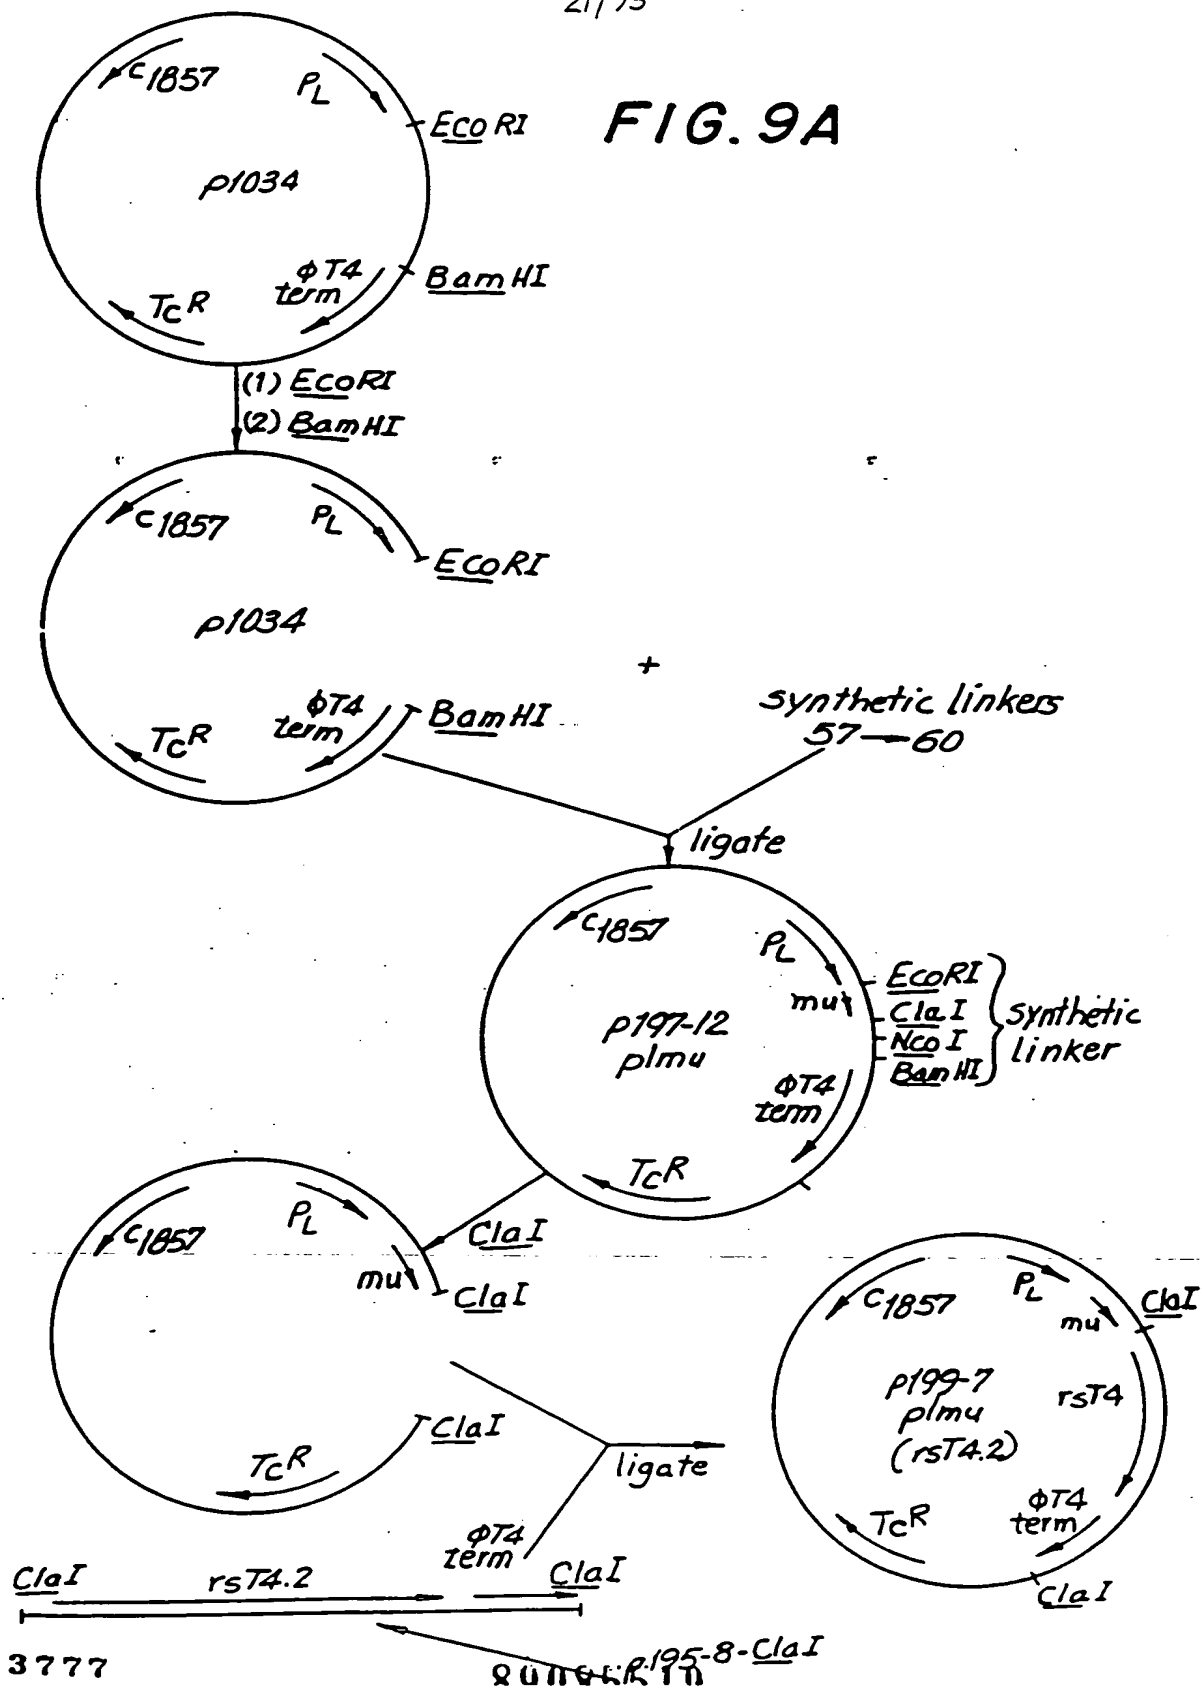 21/73
FIG. 9A
c1857
PL
EcoRI
p1034
BamHI
φT4
term
TcR
(1) EcoRI
(2) BamHI
c1857
PL
EcoRI
p1034
+
synthetic linkers
57→60
φT4
term
BamHI
TcR
ligate
c1857
PL
EcoRI
mu
ClaI
NcoI
BamHI
synthetic
linker
p197-12
plmu
φT4
term
TcR
ClaI
c1857
PL
mu
ClaI
ClaI
TcR
ligate
φT4
term
ClaI
rsT4.2
ClaI
p195-8-ClaI
c1857
PL
mu
ClaI
p199-7
plmu
(rsT4.2)
rsT4
φT4
term
TcR
ClaI
3777